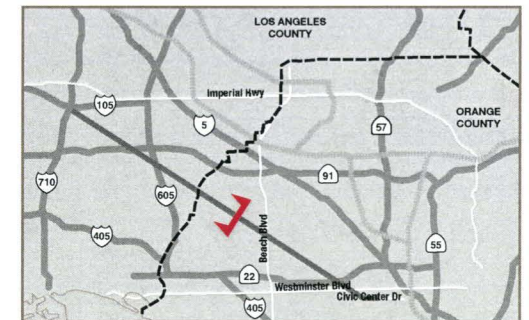 LOS ANGELES
COUNTY
Imperial Hwy
105
5
57
ORANGE
COUNTY
91
710
605
405
Beach Blvd
55
22
Westminster Blvd
Civic Center Dr
405